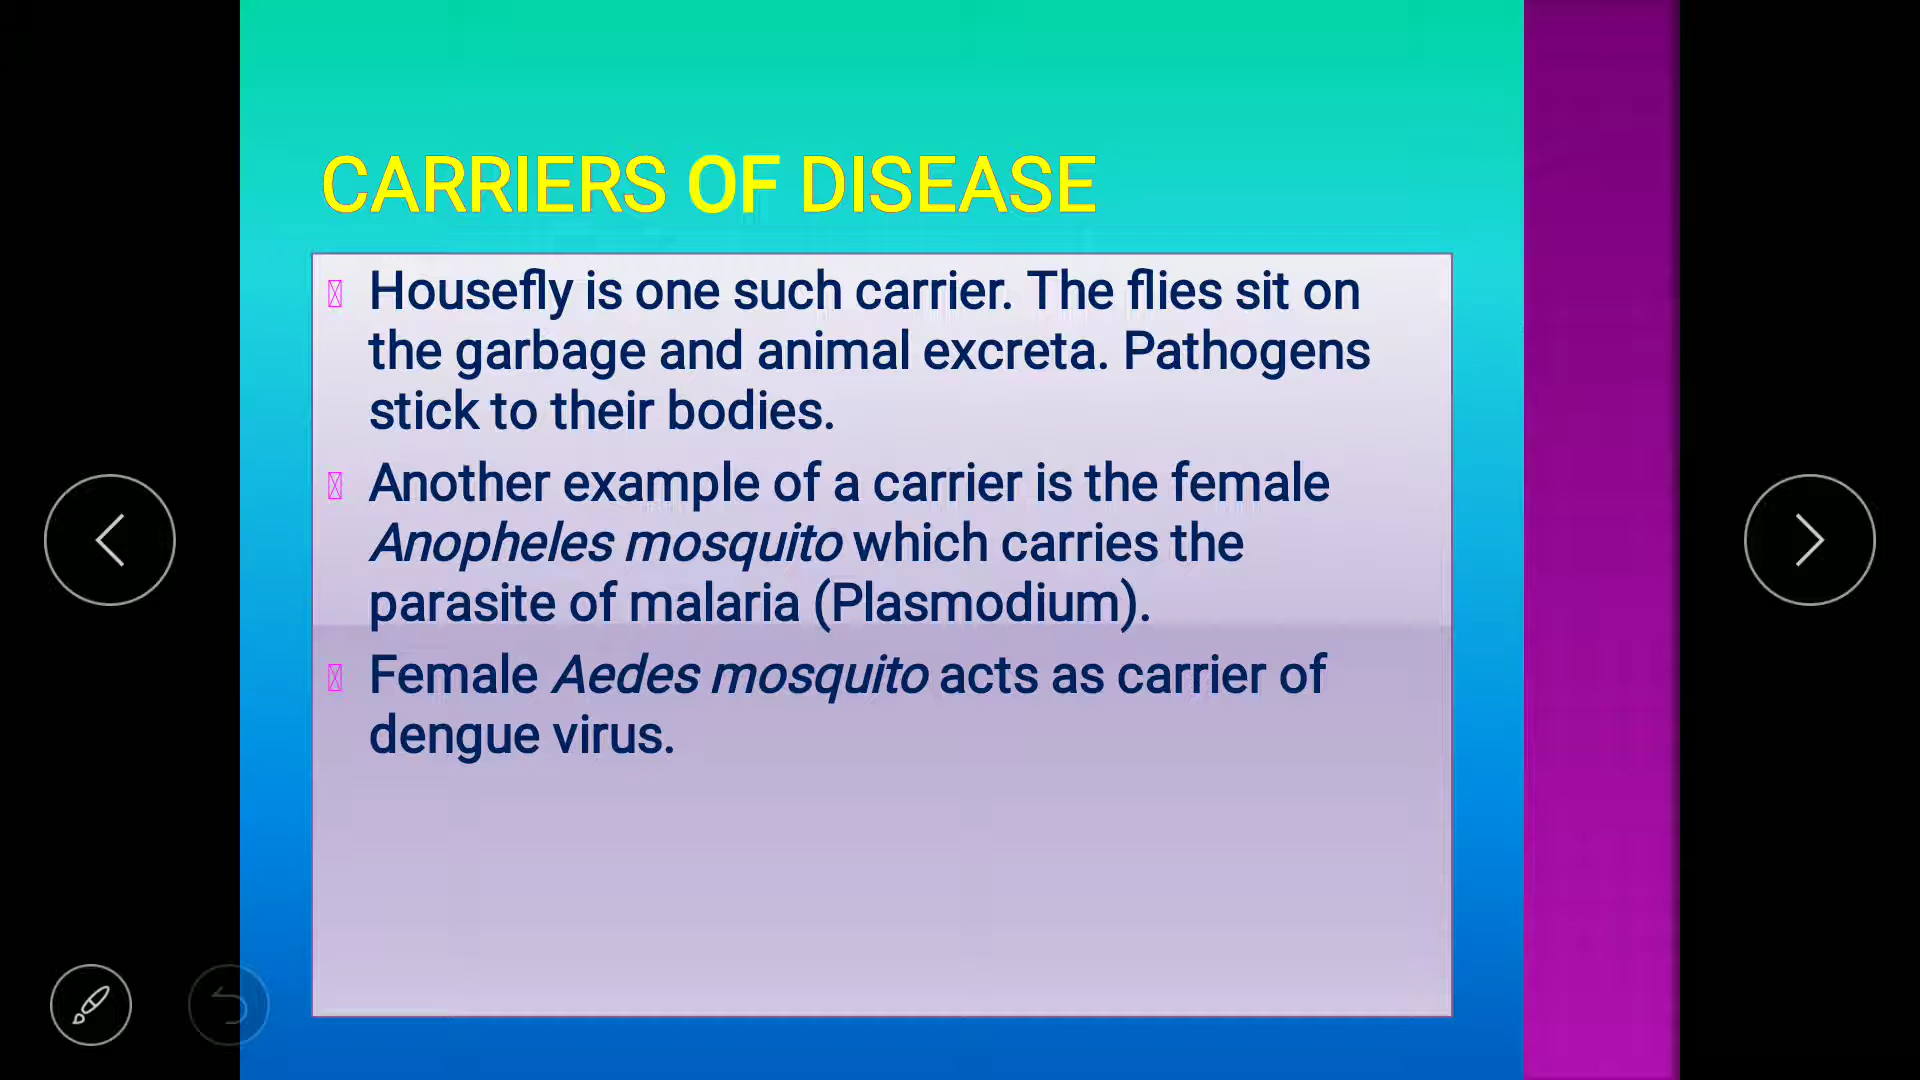 CARRIERS OF DISEASE
Housefly is one such carrier. The flies sit on
the garbage and animal excreta. Pathogens
stick to their bodies.
Another example of a carrier is the female
Anopheles mosquito which carries the
parasite of malaria (Plasmodium).
Female Aedes mosquito acts as carrier of
dengue virus.